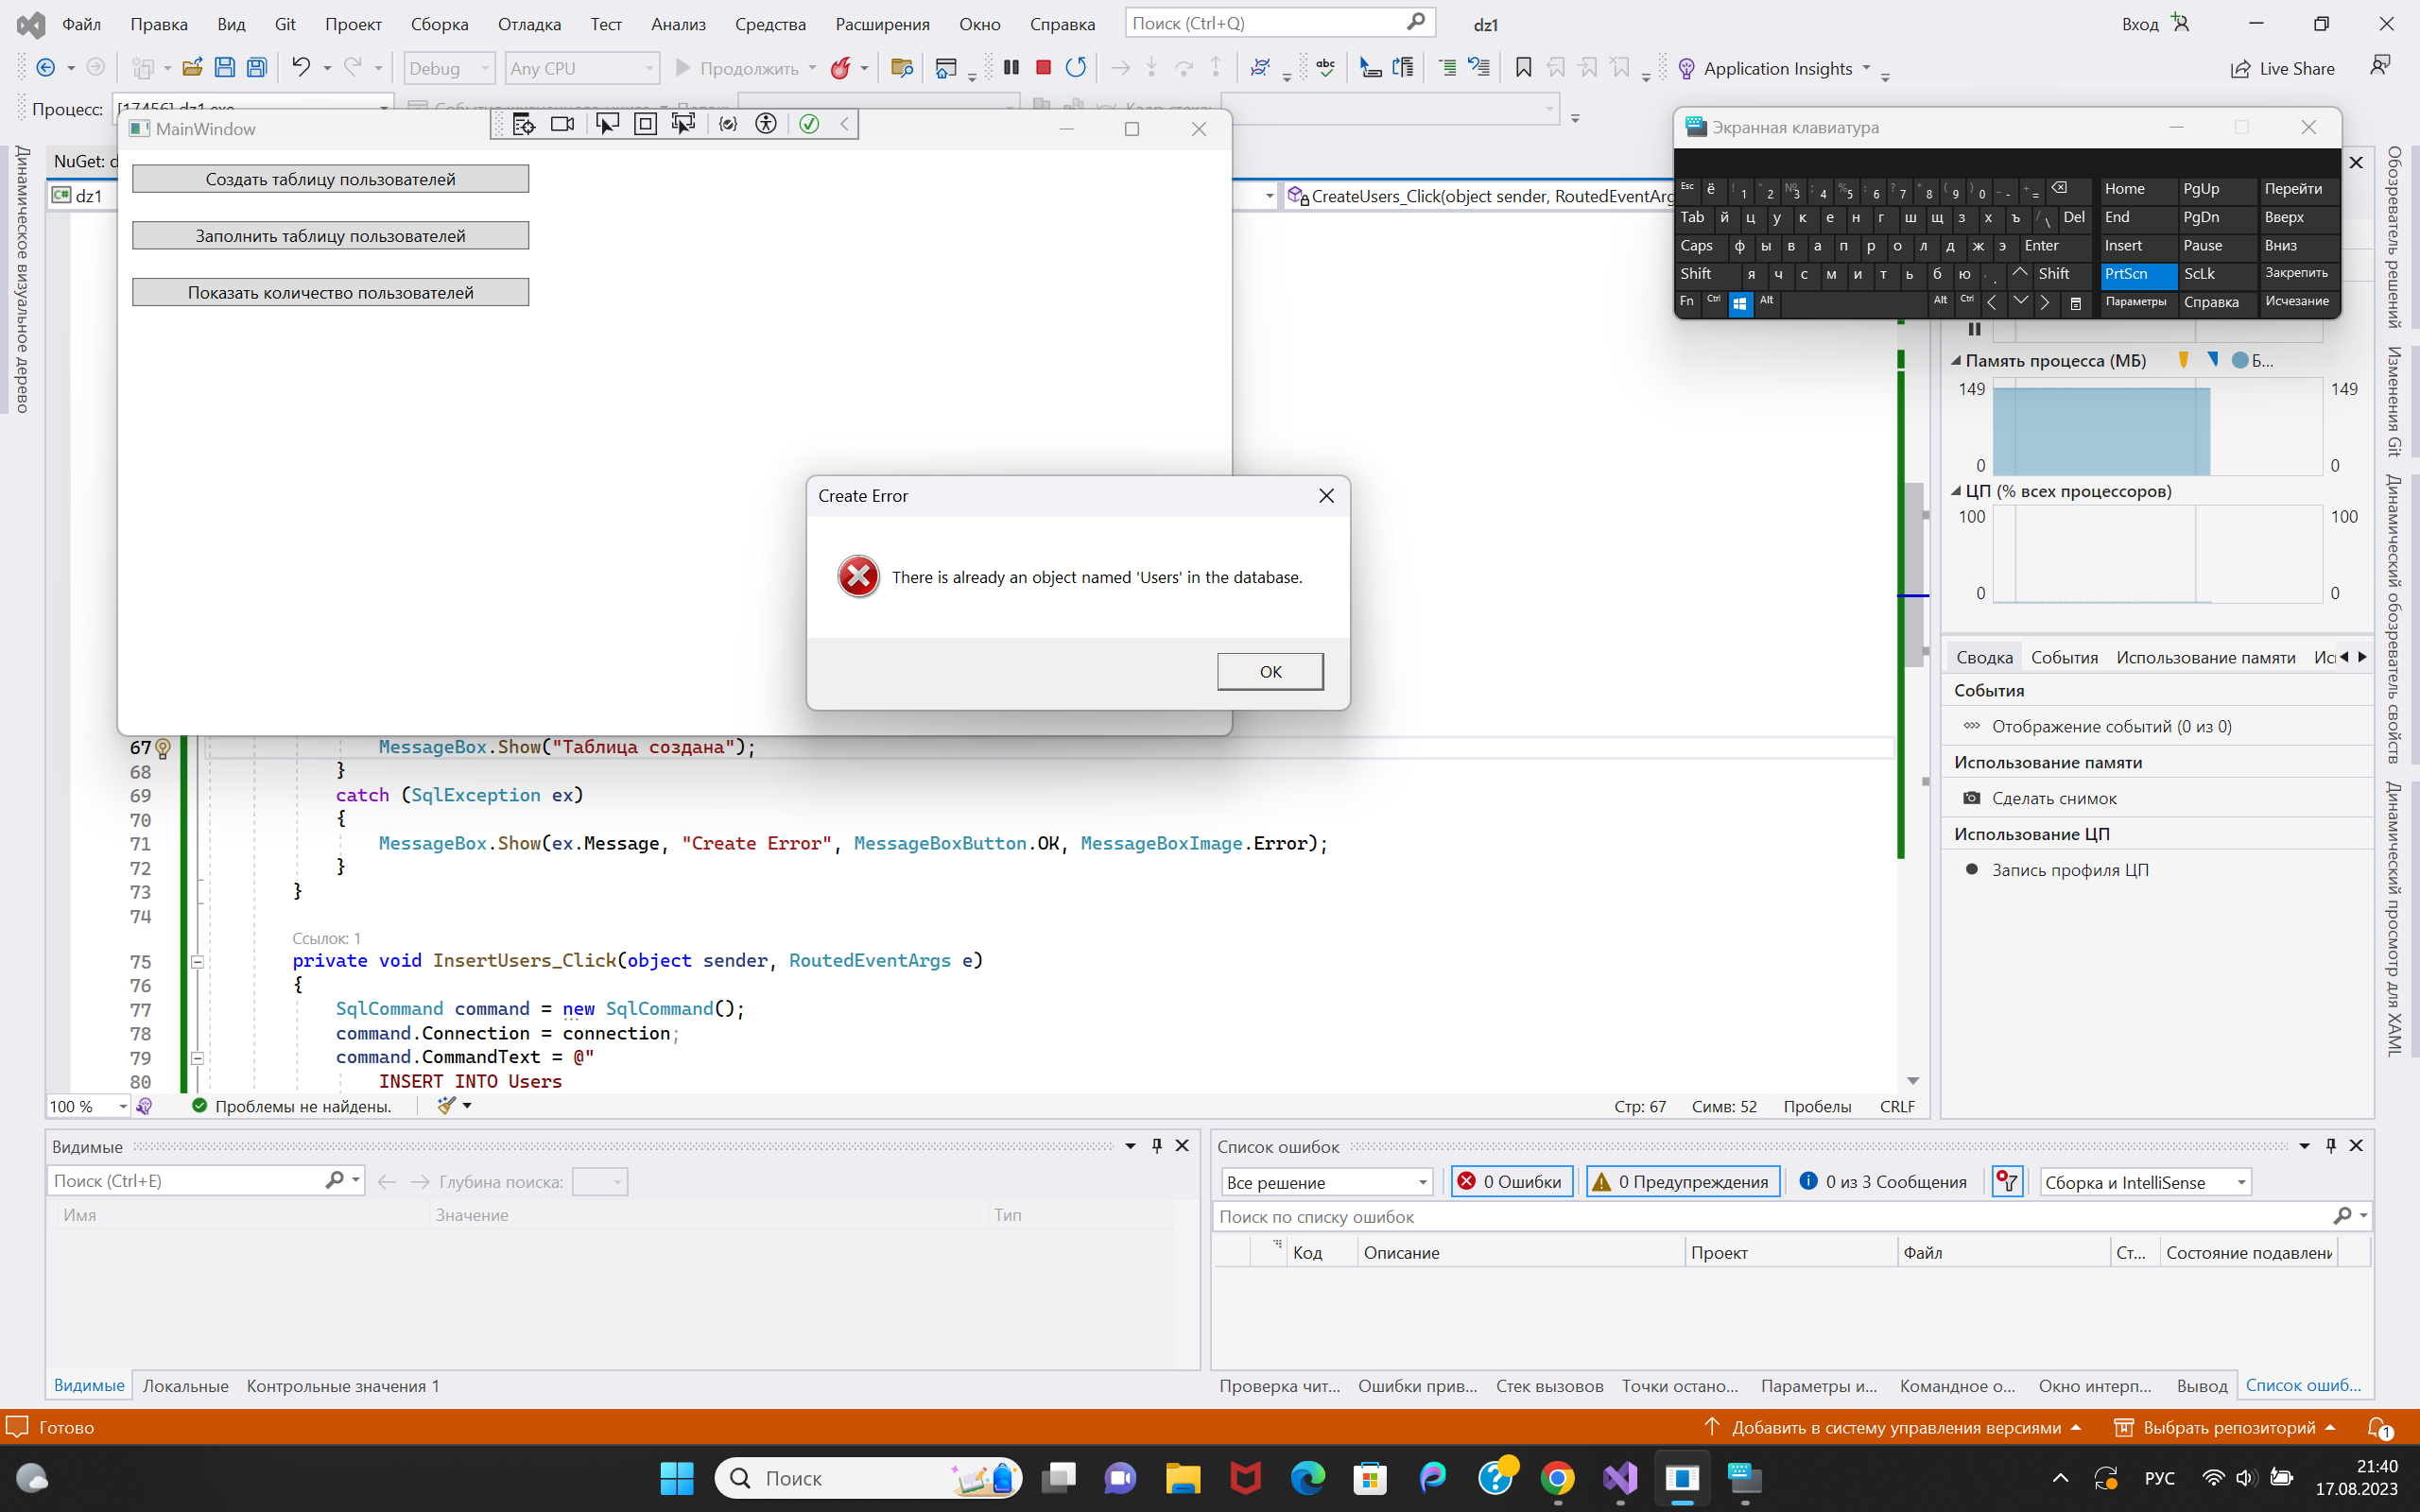 Файл Правка Вид Git Проект Сборка Отладка Тест Анализ Средства Расширения Окно Справка Поиск (Ctrl+Q) dz1 Вход
Debug Any CPU Продолжить Application Insights Live Share
Процесс: [17456] dz1.exe
MainWindow
Создать таблицу пользователей
Заполнить таблицу пользователей
Показать количество пользователей
Динамическое визуальное дерево
NuGet: d
dz1
CreateUsers_Click(object sender, RoutedEventArg
Экранная клавиатура
Esc ё ! 1 " 2 № 3 ; 4 % 5 : 6 ? 7 * 8 ( 9 ) 0 _ - + = Home PgUp Перейти
Tab й ц у к е н г ш щ з х ъ / \ Del End PgDn Вверх
Caps ф ы в а п р о л д ж э Enter Insert Pause Вниз
Shift я ч с м и т ь б ю , . Shift PrtScn ScLk Закрепить
Fn Ctrl Alt Alt Ctrl Параметры Справка Исчезание
Обозреватель решений
Изменения Git
Динамический обозреватель свойств
Динамический просмотр для XAML
Память процесса (МБ) Б...
149 149
0 0
ЦП (% всех процессоров)
100 100
0 0
Сводка События Использование памяти Ис
События
Отображение событий (0 из 0)
Использование памяти
Сделать снимок
Использование ЦП
Запись профиля ЦП
Create Error
There is already an object named 'Users' in the database.
OK
67 MessageBox.Show("Таблица создана");
68 }
69 catch (SqlException ex)
70 {
71 MessageBox.Show(ex.Message, "Create Error", MessageBoxButton.OK, MessageBoxImage.Error);
72 }
73 }
74
Ссылок: 1
75 private void InsertUsers_Click(object sender, RoutedEventArgs e)
76 {
77 SqlCommand command = new SqlCommand();
78 command.Connection = connection;
79 command.CommandText = @"
80 INSERT INTO Users
100 % Проблемы не найдены. Стр: 67 Симв: 52 Пробелы CRLF
Видимые
Поиск (Ctrl+E) Глубина поиска:
Имя Значение Тип
Видимые Локальные Контрольные значения 1
Список ошибок
Все решение 0 Ошибки 0 Предупреждения 0 из 3 Сообщения Сборка и IntelliSense
Поиск по списку ошибок
Код Описание Проект Файл Ст... Состояние подавлени
Проверка чит... Ошибки прив... Стек вызовов Точки остано... Параметры и... Командное о... Окно интерп... Вывод Список ошиб...
Готово Добавить в систему управления версиями Выбрать репозиторий 1
Поиск РУС 21:40
17.08.2023